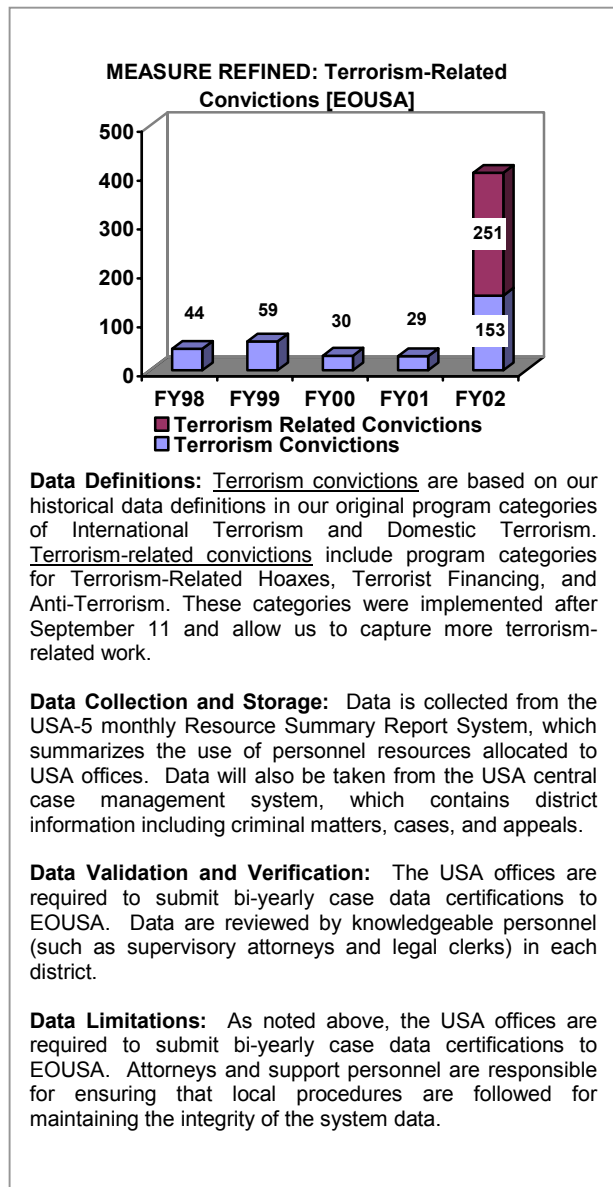 MEASURE REFINED: Terrorism-Related
Convictions [EOUSA]
500
400
300
200
100
0
44
59
30
29
251
153
FY98 FY99 FY00 FY01 FY02
Terrorism Related Convictions
Terrorism Convictions
Data Definitions: Terrorism convictions are based on our
historical data definitions in our original program categories
of International Terrorism and Domestic Terrorism.
Terrorism-related convictions include program categories
for Terrorism-Related Hoaxes, Terrorist Financing, and
Anti-Terrorism. These categories were implemented after
September 11 and allow us to capture more terrorism-
related work.
Data Collection and Storage: Data is collected from the
USA-5 monthly Resource Summary Report System, which
summarizes the use of personnel resources allocated to
USA offices. Data will also be taken from the USA central
case management system, which contains district
information including criminal matters, cases, and appeals.
Data Validation and Verification: The USA offices are
required to submit bi-yearly case data certifications to
EOUSA. Data are reviewed by knowledgeable personnel
(such as supervisory attorneys and legal clerks) in each
district.
Data Limitations: As noted above, the USA offices are
required to submit bi-yearly case data certifications to
EOUSA. Attorneys and support personnel are responsible
for ensuring that local procedures are followed for
maintaining the integrity of the system data.